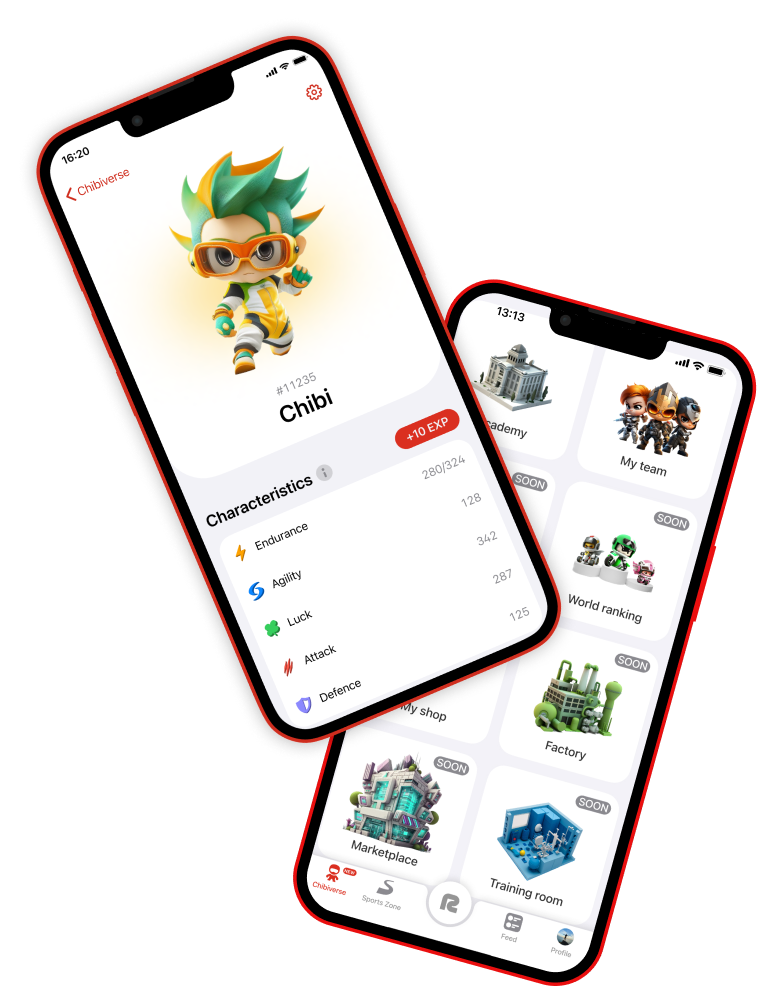 16:20
Chibiverse
#11235
Chibi
+10 EXP
Characteristics
Endurance 280/324
Agility 128
Luck 342
Attack 287
Defence 125
13:13
My team
SOON
SOON
World ranking
My shop
SOON
Factory
SOON
Marketplace
SOON
Training room
Chibiverse
NEW
Sports Zone
Feed
Profile